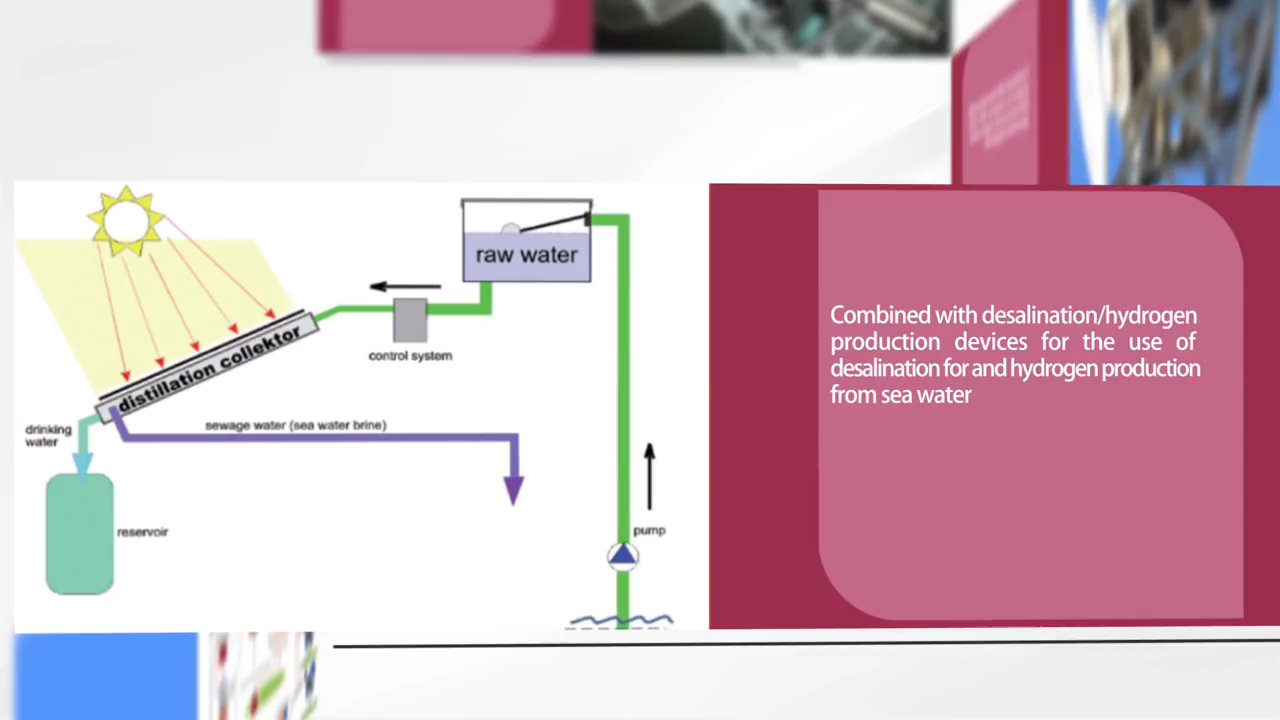 raw water
control system
distillation collektor
drinking
water
sewage water (sea water brine)
reservoir
pump
Combined with desalination/hydrogen
production devices for the use of
desalination for and hydrogen production
from sea water